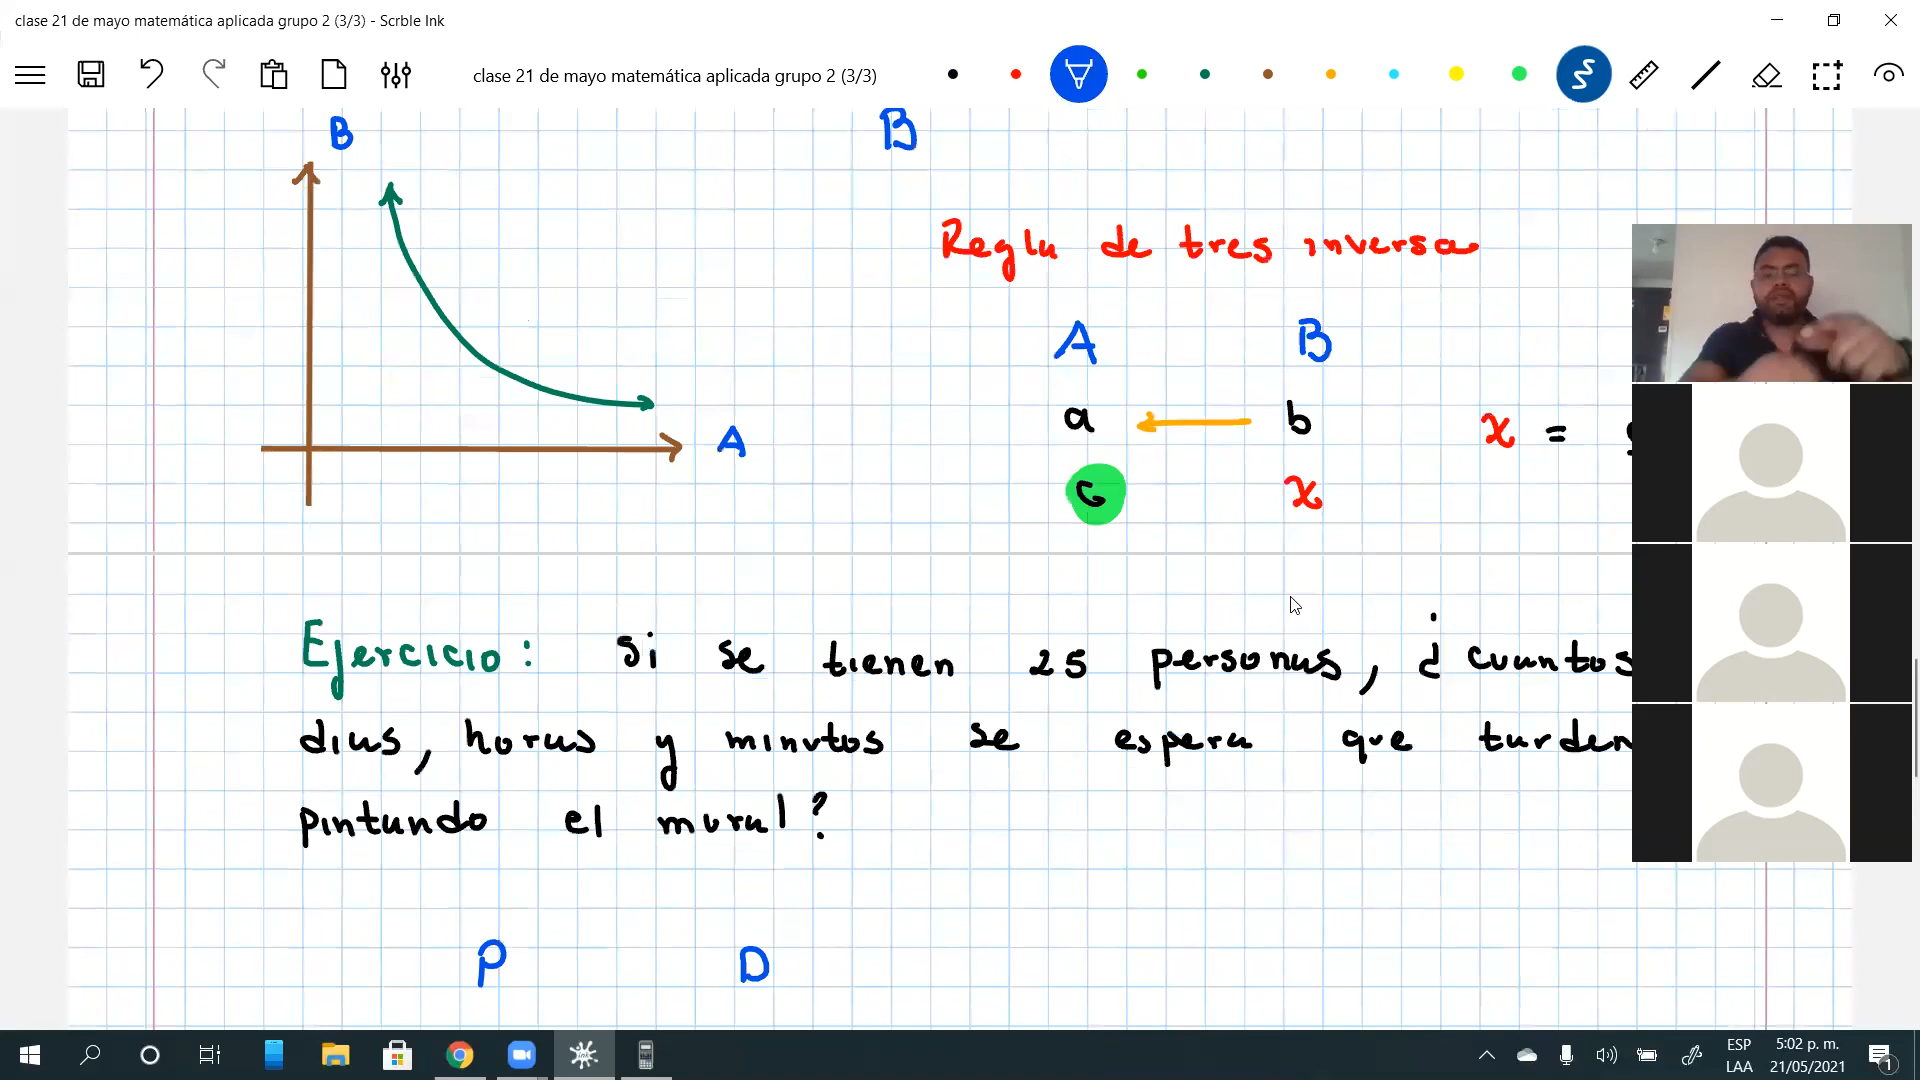 clase 21 de mayo matemática aplicada grupo 2 (3/3) - Scrble Ink
clase 21 de mayo matemática aplicada grupo 2 (3/3)
B
B
Regla de tres inversa
A B
a b x =
c x
A
Ejercicio: Si se tienen 25 personas, ¿cuantos
dias, horas y minutos se espera que tarden
pintando el mural?
P D
ESP
LAA
5:02 p. m.
21/05/2021
1